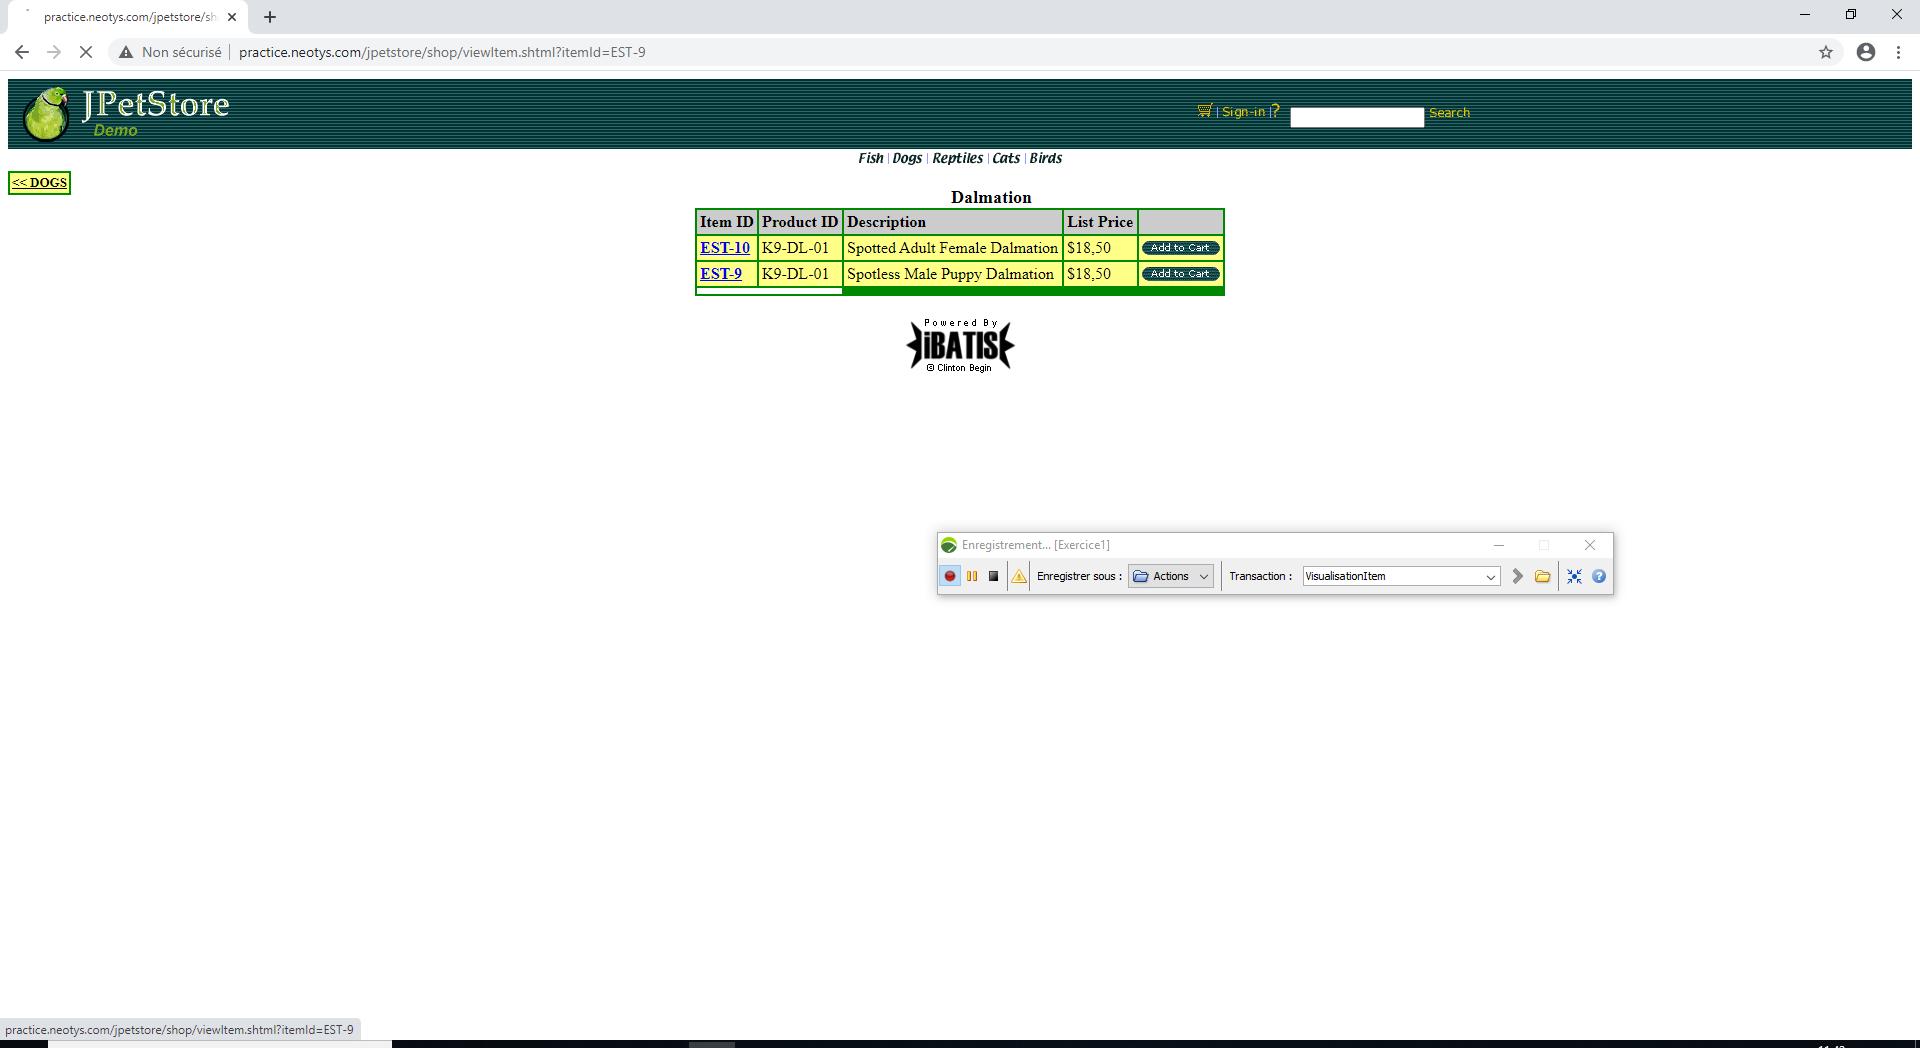 practice.neotys.com/jpetstore/sh
Non sécurisé practice.neotys.com/jpetstore/shop/viewItem.shtml?itemId=EST-9
JPetStore
Demo
| Sign-in |? Search
Fish | Dogs | Reptiles | Cats | Birds
<< DOGS
Dalmation
Item ID Product ID Description List Price
EST-10 K9-DL-01 Spotted Adult Female Dalmation $18,50 Add to Cart
EST-9 K9-DL-01 Spotless Male Puppy Dalmation $18,50 Add to Cart
Powered By
iBATIS
© Clinton Begin
Enregistrement... [Exercice1]
Enregistrer sous : Actions Transaction : VisualisationItem
practice.neotys.com/jpetstore/shop/viewItem.shtml?itemId=EST-9